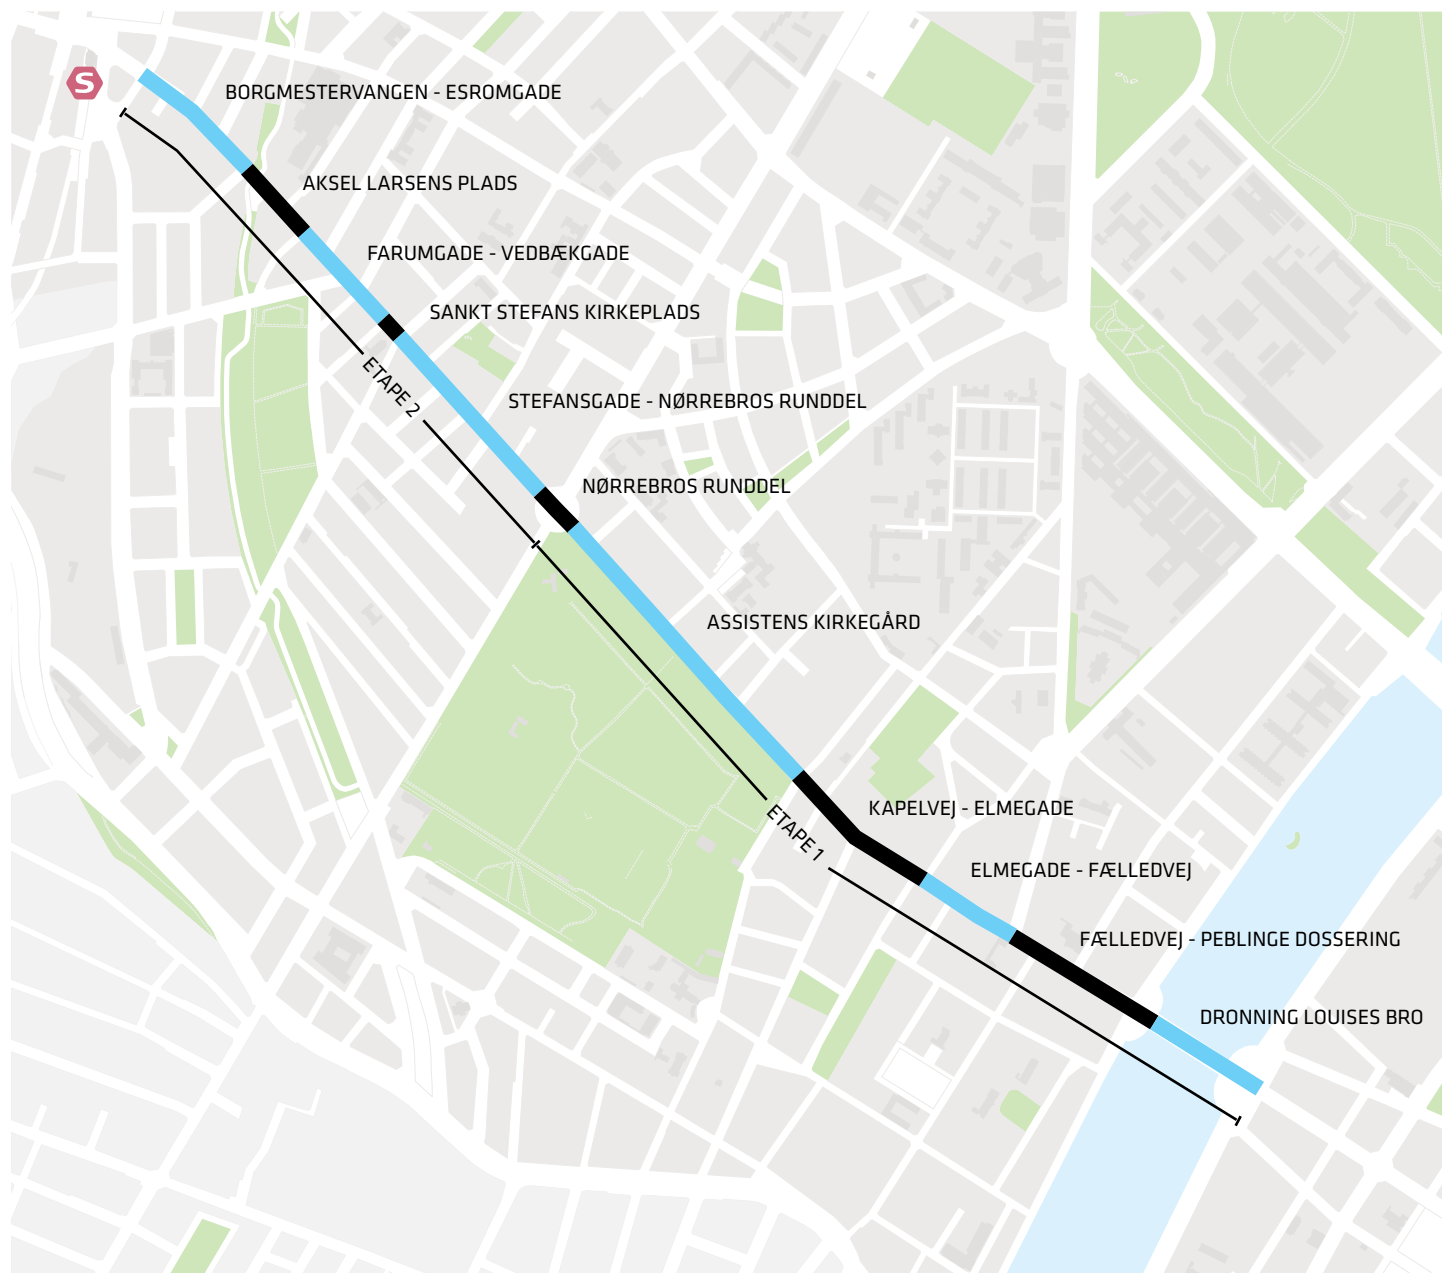 S
BORGMESTERVANGEN - ESROMGADE
AKSEL LARSENS PLADS
FARUMGADE - VEDBÆKGADE
SANKT STEFANS KIRKEPLADS
ETAPE 2
STEFANSGADE - NØRREBROS RUNDDEL
NØRREBROS RUNDDEL
ASSISTENS KIRKEGÅRD
KAPELVEJ - ELMEGADE
ETAPE 1
ELMEGADE - FÆLLEDVEJ
FÆLLEDVEJ - PEBLINGE DOSSERING
DRONNING LOUISES BRO